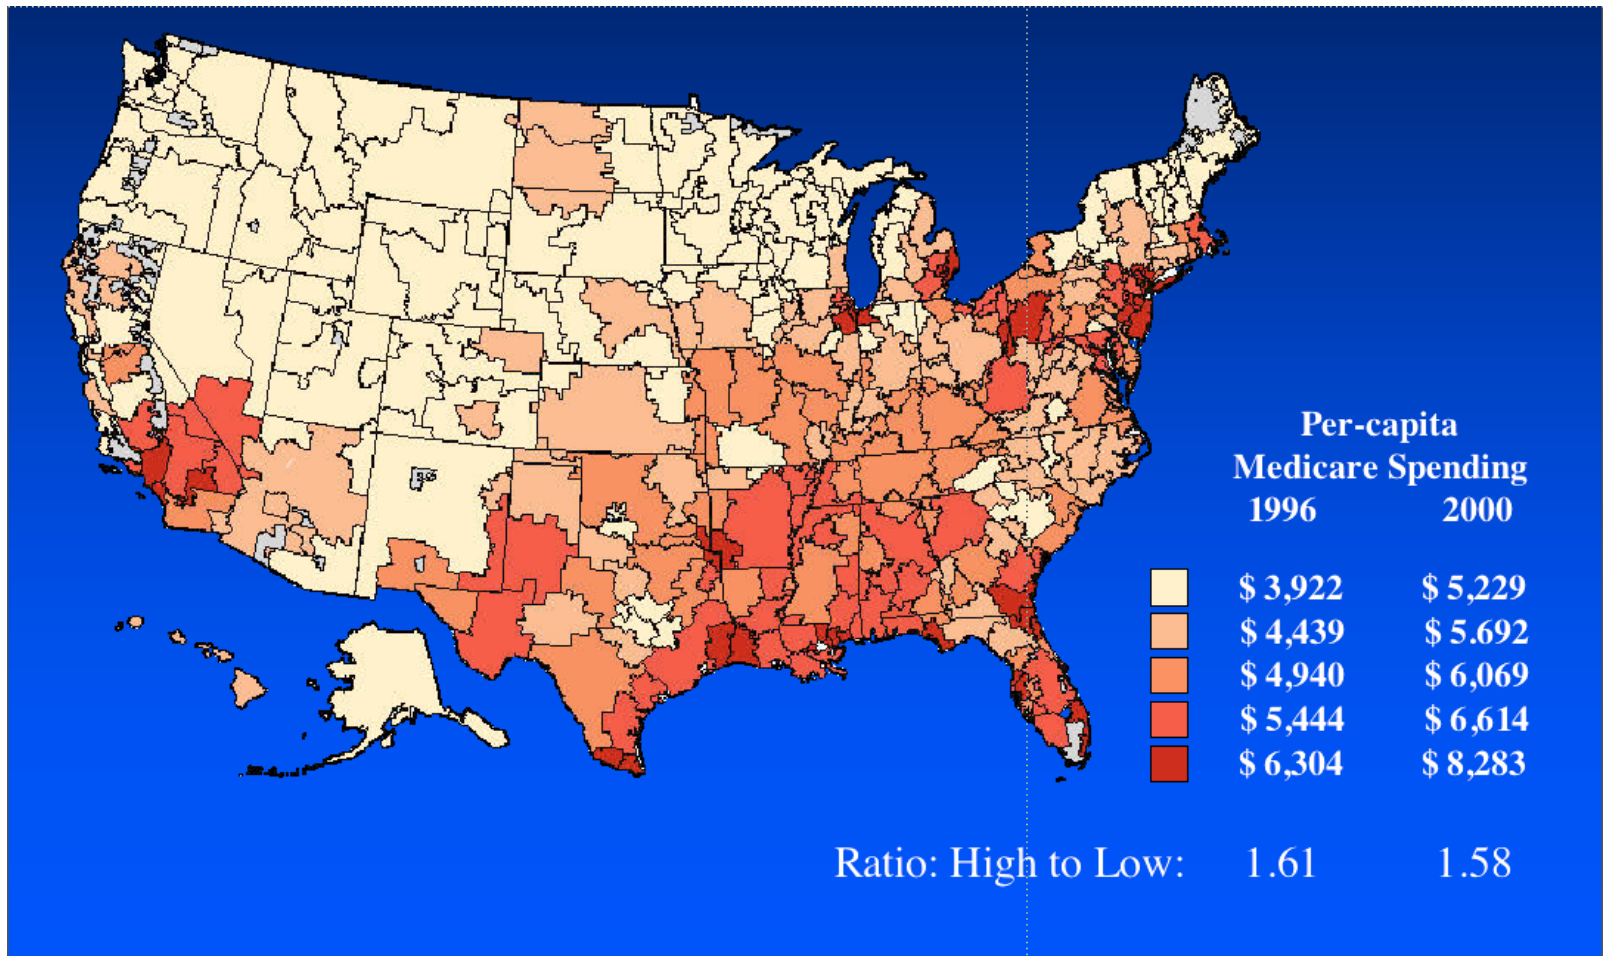 Per-capita
Medicare Spending
1996 2000
$ 3,922 $ 5,229
$ 4,439 $ 5.692
$ 4,940 $ 6,069
$ 5,444 $ 6,614
$ 6,304 $ 8,283
Ratio: High to Low: 1.61 1.58